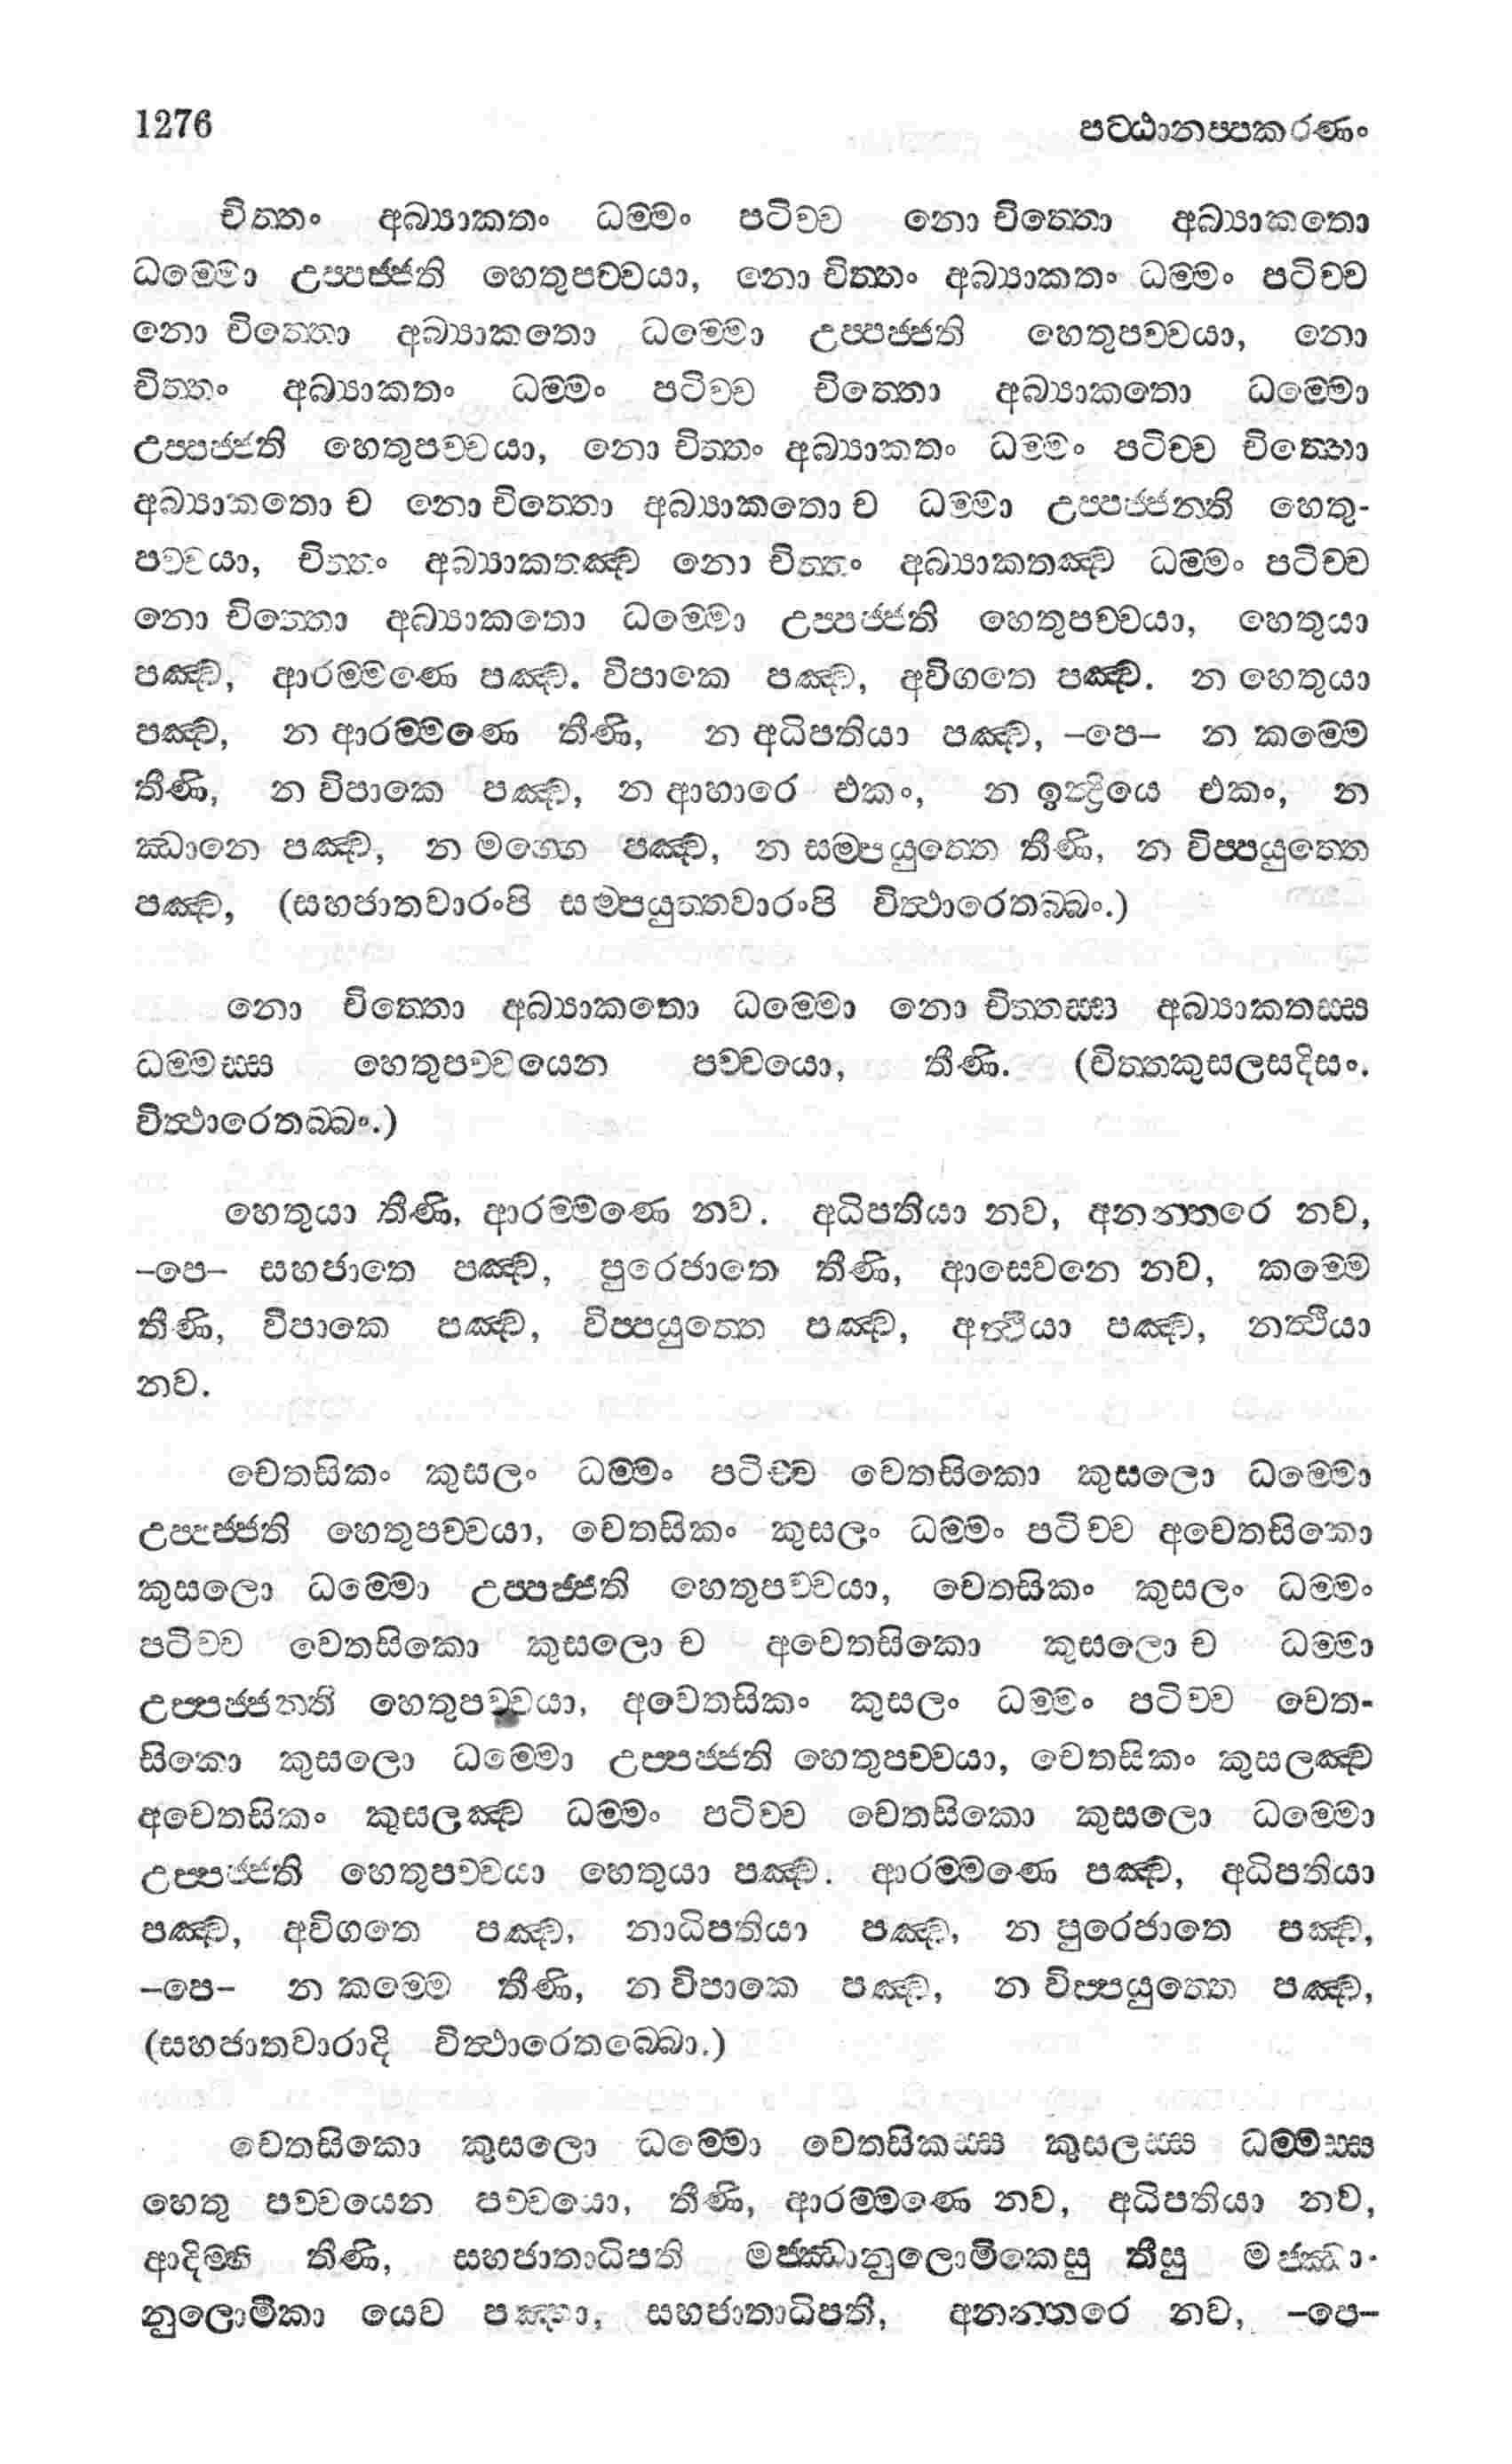 1276 පට්ඨානප්පකරණං
චිත්තං අබ්‍යාකතං ධම්මං පටිච්ච නො චිත්තො අබ්‍යාකතො
ධම්මො උප්පජ්ජති හෙතුපච්චයා, නො චිත්තං අබ්‍යාකතං ධම්මං පටිච්ච
නො චිත්තො අබ්‍යාකතො ධම්මො උප්පජ්ජති හෙතුපච්චයා, නො
චිත්තං අබ්‍යාකතං ධම්මං පටිච්ච චිත්තො අබ්‍යාකතො ධම්මො
උප්පජ්ජති හෙතුපච්චයා, නො චිත්තං අබ්‍යාකතං ධම්මං පටිච්ච චිත්තො
අබ්‍යාකතො ච නො චිත්තො අබ්‍යාකතො ච ධම්මා උප්පජ්ජන්ති හෙතු-
පච්චයා, චිත්තං අබ්‍යාකතඤ්ච නො චිත්තං අබ්‍යාකතඤ්ච ධම්මං පටිච්ච
නො චිත්තො අබ්‍යාකතො ධම්මො උප්පජ්ජති හෙතුපච්චයා, හෙතුයා
පඤ්ච, ආරම්මණෙ පඤ්ච. විපාකෙ පඤ්ච, අවිගතෙ පඤ්ච. න හෙතුයා
පඤ්ච, න ආරම්මණෙ තීණි, න අධිපතියා පඤ්ච, –පෙ– න කම්මෙ
තීණි, න විපාකෙ පඤ්ච, න ආහාරෙ එකං, න ඉන්ද්‍රියෙ එකං, න
ඣානෙ පඤ්ච, න මග්ගෙ පඤ්ච, න සම්පයුත්තෙ තීණි, න විප්පයුත්තෙ
පඤ්ච, (සහජාතවාරංපි සම්පයුත්තවාරංපි විත්ථාරෙතබ්බං.)
නො චිත්තො අබ්‍යාකතො ධම්මො නො චිත්තස්ස අබ්‍යාකතස්ස
ධම්මස්ස හෙතුපච්චයෙන පච්චයො, තීණි. (චිත්තකුසලසදිසං.
විත්ථාරෙතබ්බං.)
හෙතුයා තීණි, ආරම්මණෙ නව. අධිපතියා නව, අනන්තරෙ නව,
–පෙ– සහජාතෙ පඤ්ච, පුරෙජාතෙ තීණි, ආසෙවනෙ නව, කම්මෙ
තීණි, විපාකෙ පඤ්ච, විප්පයුත්තෙ පඤ්ච, අත්ථියා පඤ්ච, නත්ථියා
නව.
චෙතසිකං කුසලං ධම්මං පටිච්ච චෙතසිකො කුසලො ධම්මො
උප්පජ්ජති හෙතුපච්චයා, චෙතසිකං කුසලං ධම්මං පටිච්ච අචෙතසිකො
කුසලො ධම්මො උප්පජ්ජති හෙතුපච්චයා, චෙතසිකං කුසලං ධම්මං
පටිච්ච චෙතසිකො කුසලො ච අචෙතසිකො කුසලො ච ධම්මා
උප්පජ්ජන්ති හෙතුපච්චයා, අචෙතසිකං කුසලං ධම්මං පටිච්ච චෙත-
සිකො කුසලො ධම්මො උප්පජ්ජති හෙතුපච්චයා, චෙතසිකං කුසලඤ්ච
අචෙතසිකං කුසලඤ්ච ධම්මං පටිච්ච චෙතසිකො කුසලො ධම්මො
උප්පජ්ජති හෙතුපච්චයා හෙතුයා පඤ්ච. ආරම්මණෙ පඤ්ච, අධිපතියා
පඤ්ච, අවිගතෙ පඤ්ච, නාධිපතියා පඤ්ච, න පුරෙජාතෙ පඤ්ච,
–පෙ– න කම්මෙ තීණි, න විපාකෙ පඤ්ච, න විප්පයුත්තෙ පඤ්ච,
(සහජාතවාරාදි විත්ථාරෙතබ්බො.)
චෙතසිකො කුසලො ධම්මො චෙතසිකස්ස කුසලස්ස ධම්මස්ස
හෙතු පච්චයෙන පච්චයො, තීණි, ආරම්මණෙ නව, අධිපතියා නව,
ආදිම්හි තීණි, සහජාතාධිපති මජ්ඣානුලොමිකෙසු තීසු මජ්ඣා-
නුලොමිකා යෙව පඤ්හා, සහජාතාධිපති, අනන්තරෙ නව, –පෙ–